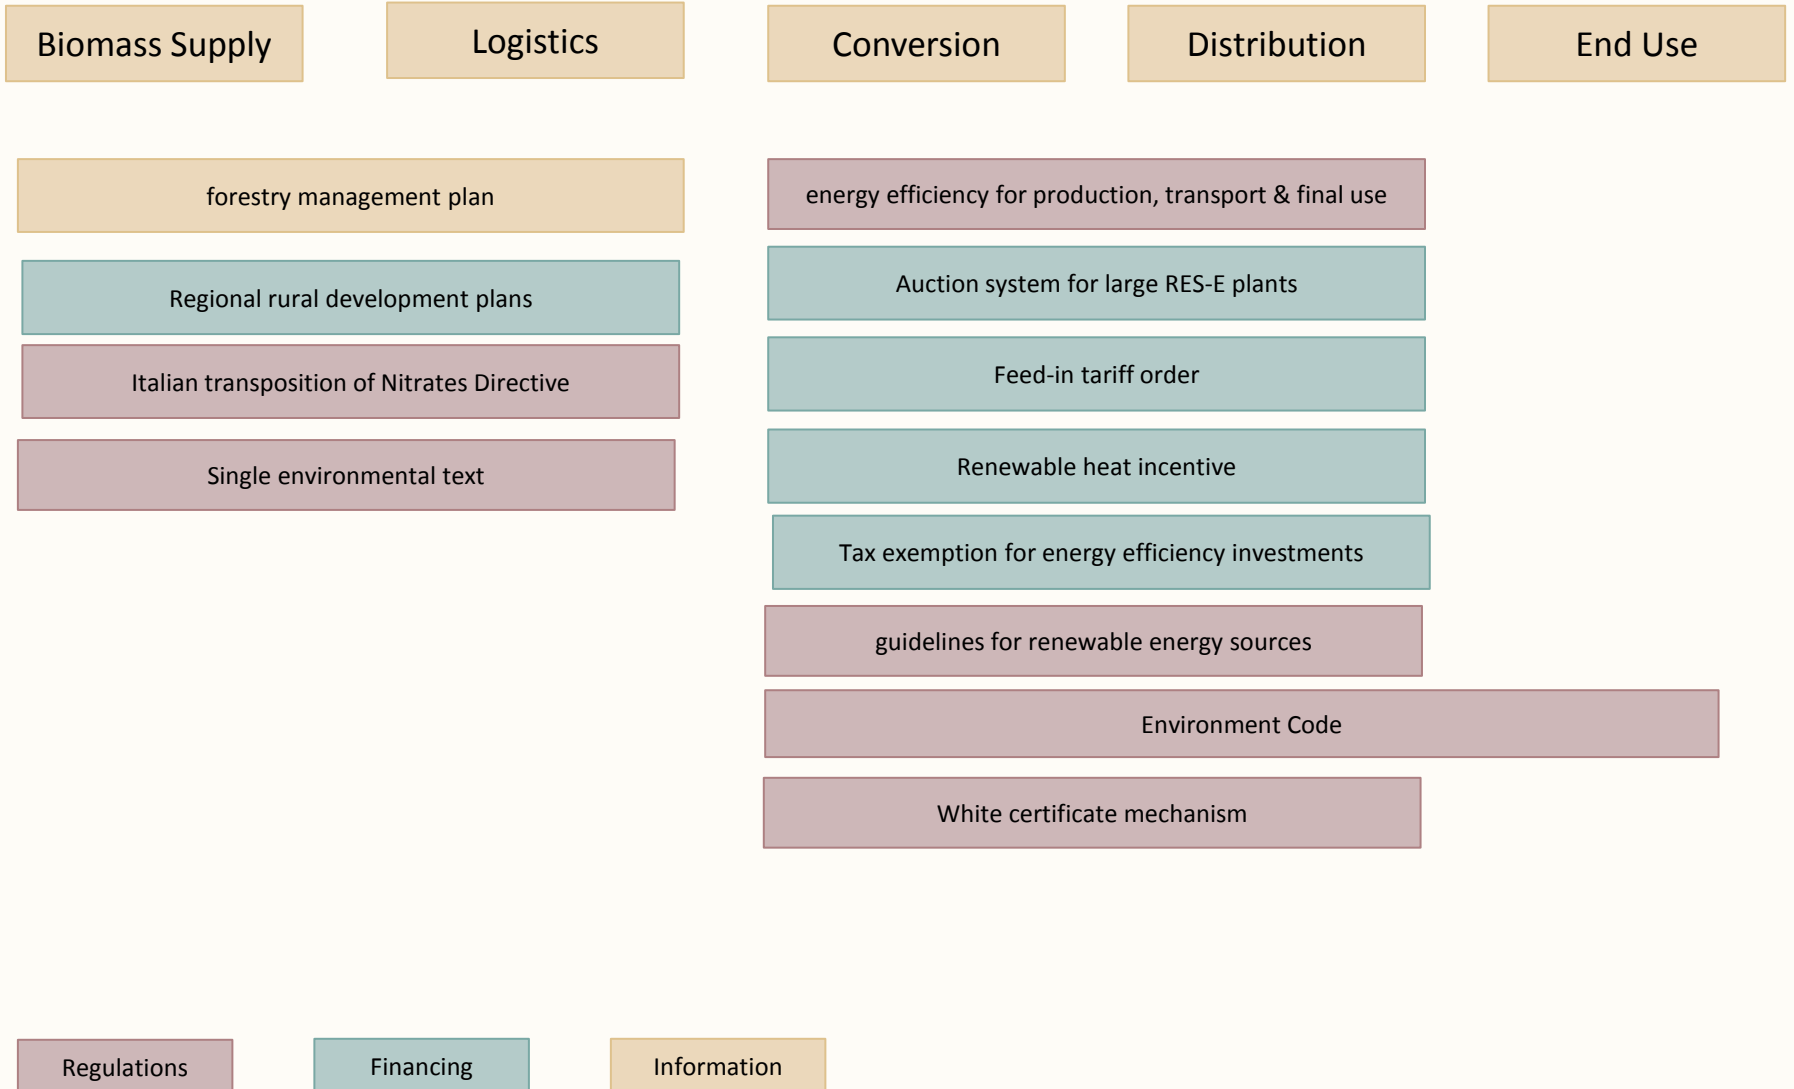 Biomass Supply
Logistics
Conversion
Distribution
End Use
forestry management plan
Regional rural development plans
Italian transposition of Nitrates Directive
Single environmental text
energy efficiency for production, transport & final use
Auction system for large RES-E plants
Feed-in tariff order
Renewable heat incentive
Tax exemption for energy efficiency investments
guidelines for renewable energy sources
Environment Code
White certificate mechanism
Regulations
Financing
Information